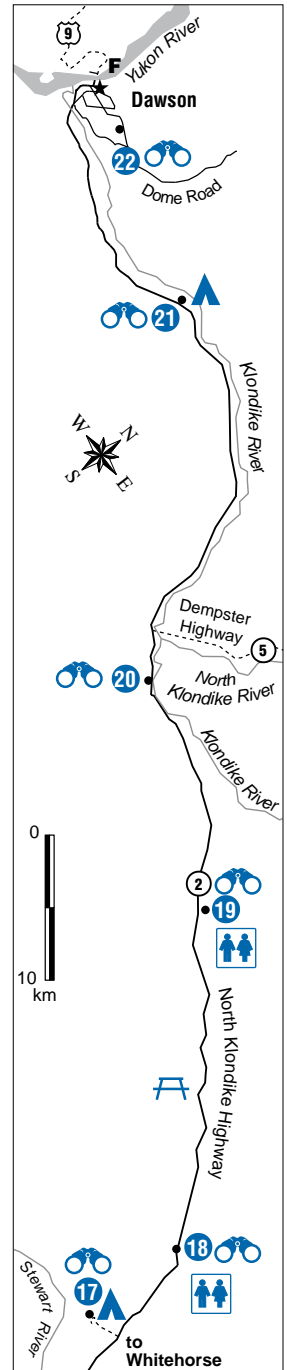 9
Yukon River
F
Dawson
22
Dome Road
21
Klondike River
N
W
E
S
Dempster
Highway
5
20
North
Klondike River
Klondike River
0
2
19
10
km
North Klondike Highway
18
17
Stewart
River
to
Whitehorse